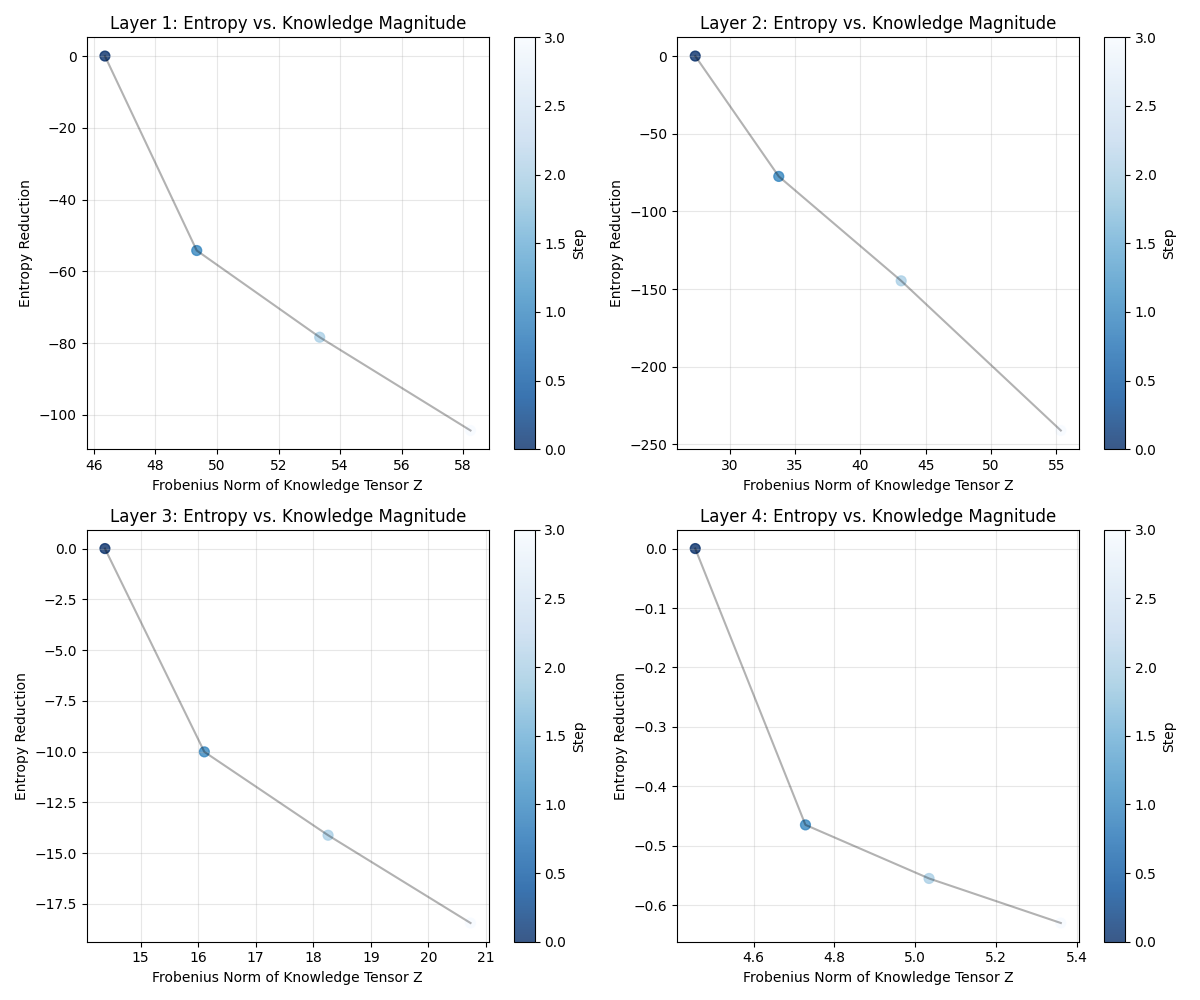 Layer 1: Entropy vs. Knowledge Magnitude
0
−20
−40
−60
−80
−100
Entropy Reduction
46 48 50 52 54 56 58
Frobenius Norm of Knowledge Tensor Z
3.0
2.5
2.0
1.5
1.0
0.5
0.0
Step
Layer 2: Entropy vs. Knowledge Magnitude
0
−50
−100
−150
−200
−250
Entropy Reduction
30 35 40 45 50 55
Frobenius Norm of Knowledge Tensor Z
3.0
2.5
2.0
1.5
1.0
0.5
0.0
Step
Layer 3: Entropy vs. Knowledge Magnitude
0.0
−2.5
−5.0
−7.5
−10.0
−12.5
−15.0
−17.5
Entropy Reduction
15 16 17 18 19 20 21
Frobenius Norm of Knowledge Tensor Z
3.0
2.5
2.0
1.5
1.0
0.5
0.0
Step
Layer 4: Entropy vs. Knowledge Magnitude
0.0
−0.1
−0.2
−0.3
−0.4
−0.5
−0.6
Entropy Reduction
4.6 4.8 5.0 5.2 5.4
Frobenius Norm of Knowledge Tensor Z
3.0
2.5
2.0
1.5
1.0
0.5
0.0
Step